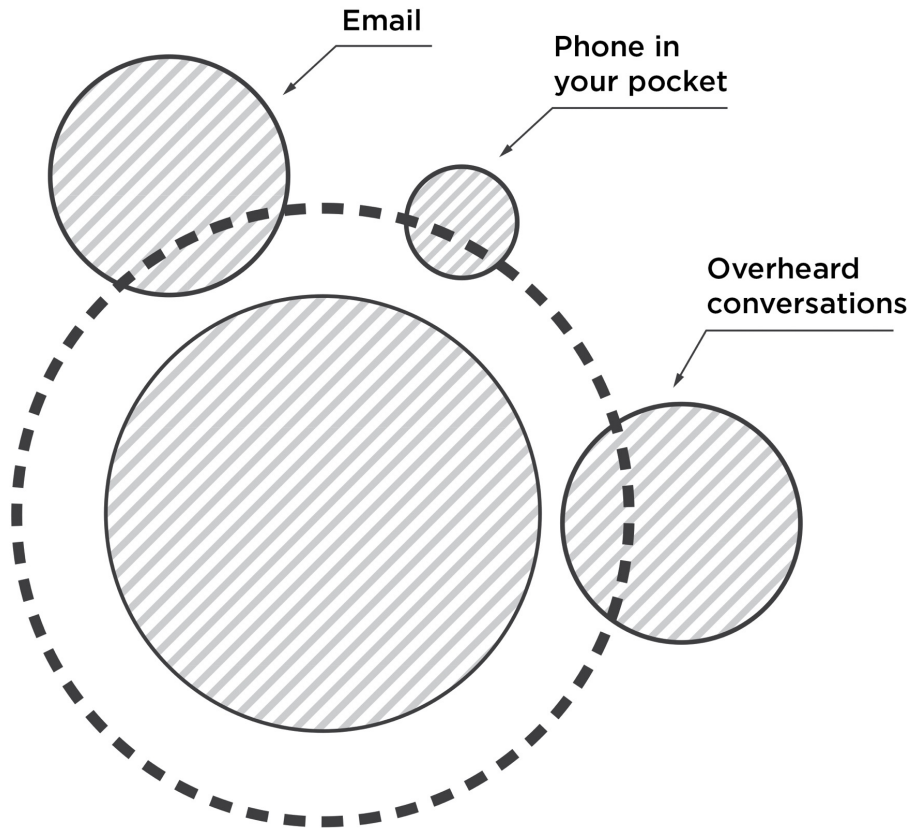 Email
Phone in
your pocket
Overheard
conversations